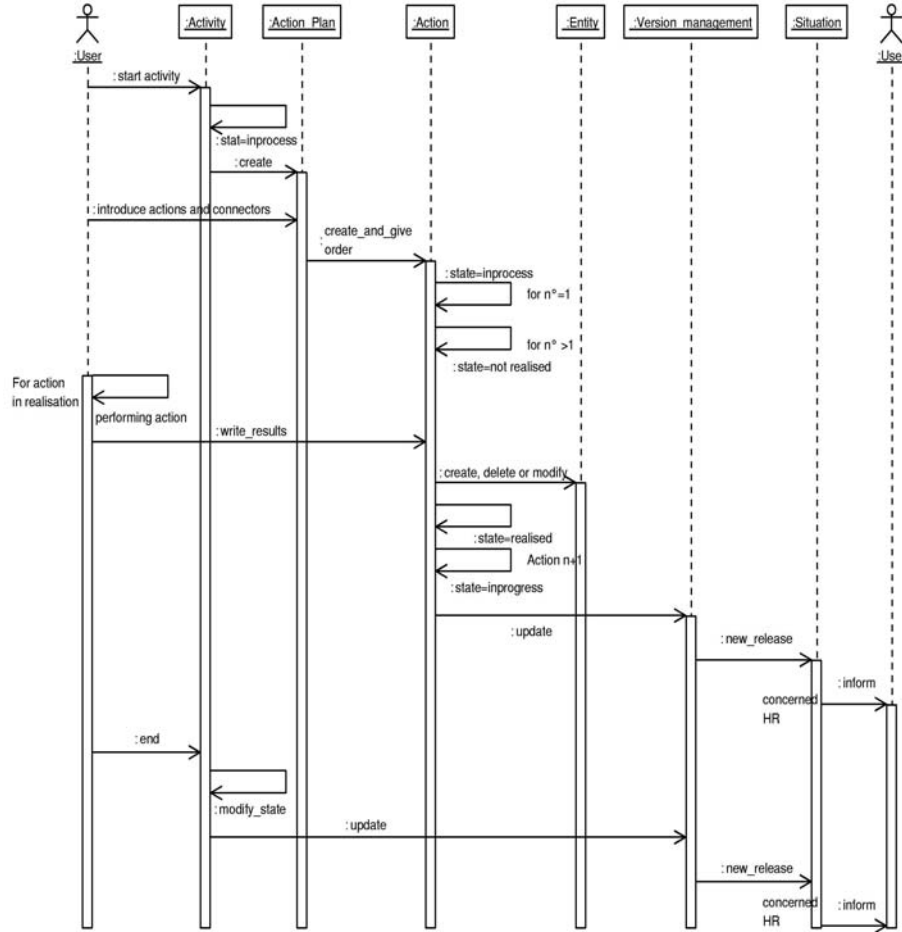 :Activity
:Action_Plan
:Action
:Entity
:Version_management
:Situation
:User
:User
:start activity
:stat=inprocess
:create
:introduce actions and connectors
:create_and_give
order
:state=inprocess
for n°=1
for n° >1
:state=not realised
For action
in realisation
performing action
:write_results
:create, delete or modify
:state=realised
Action n+1
:state=inprogress
:update
:new_release
:inform
concerned
HR
:end
:modify_state
:update
:new_release
concerned
:inform
HR